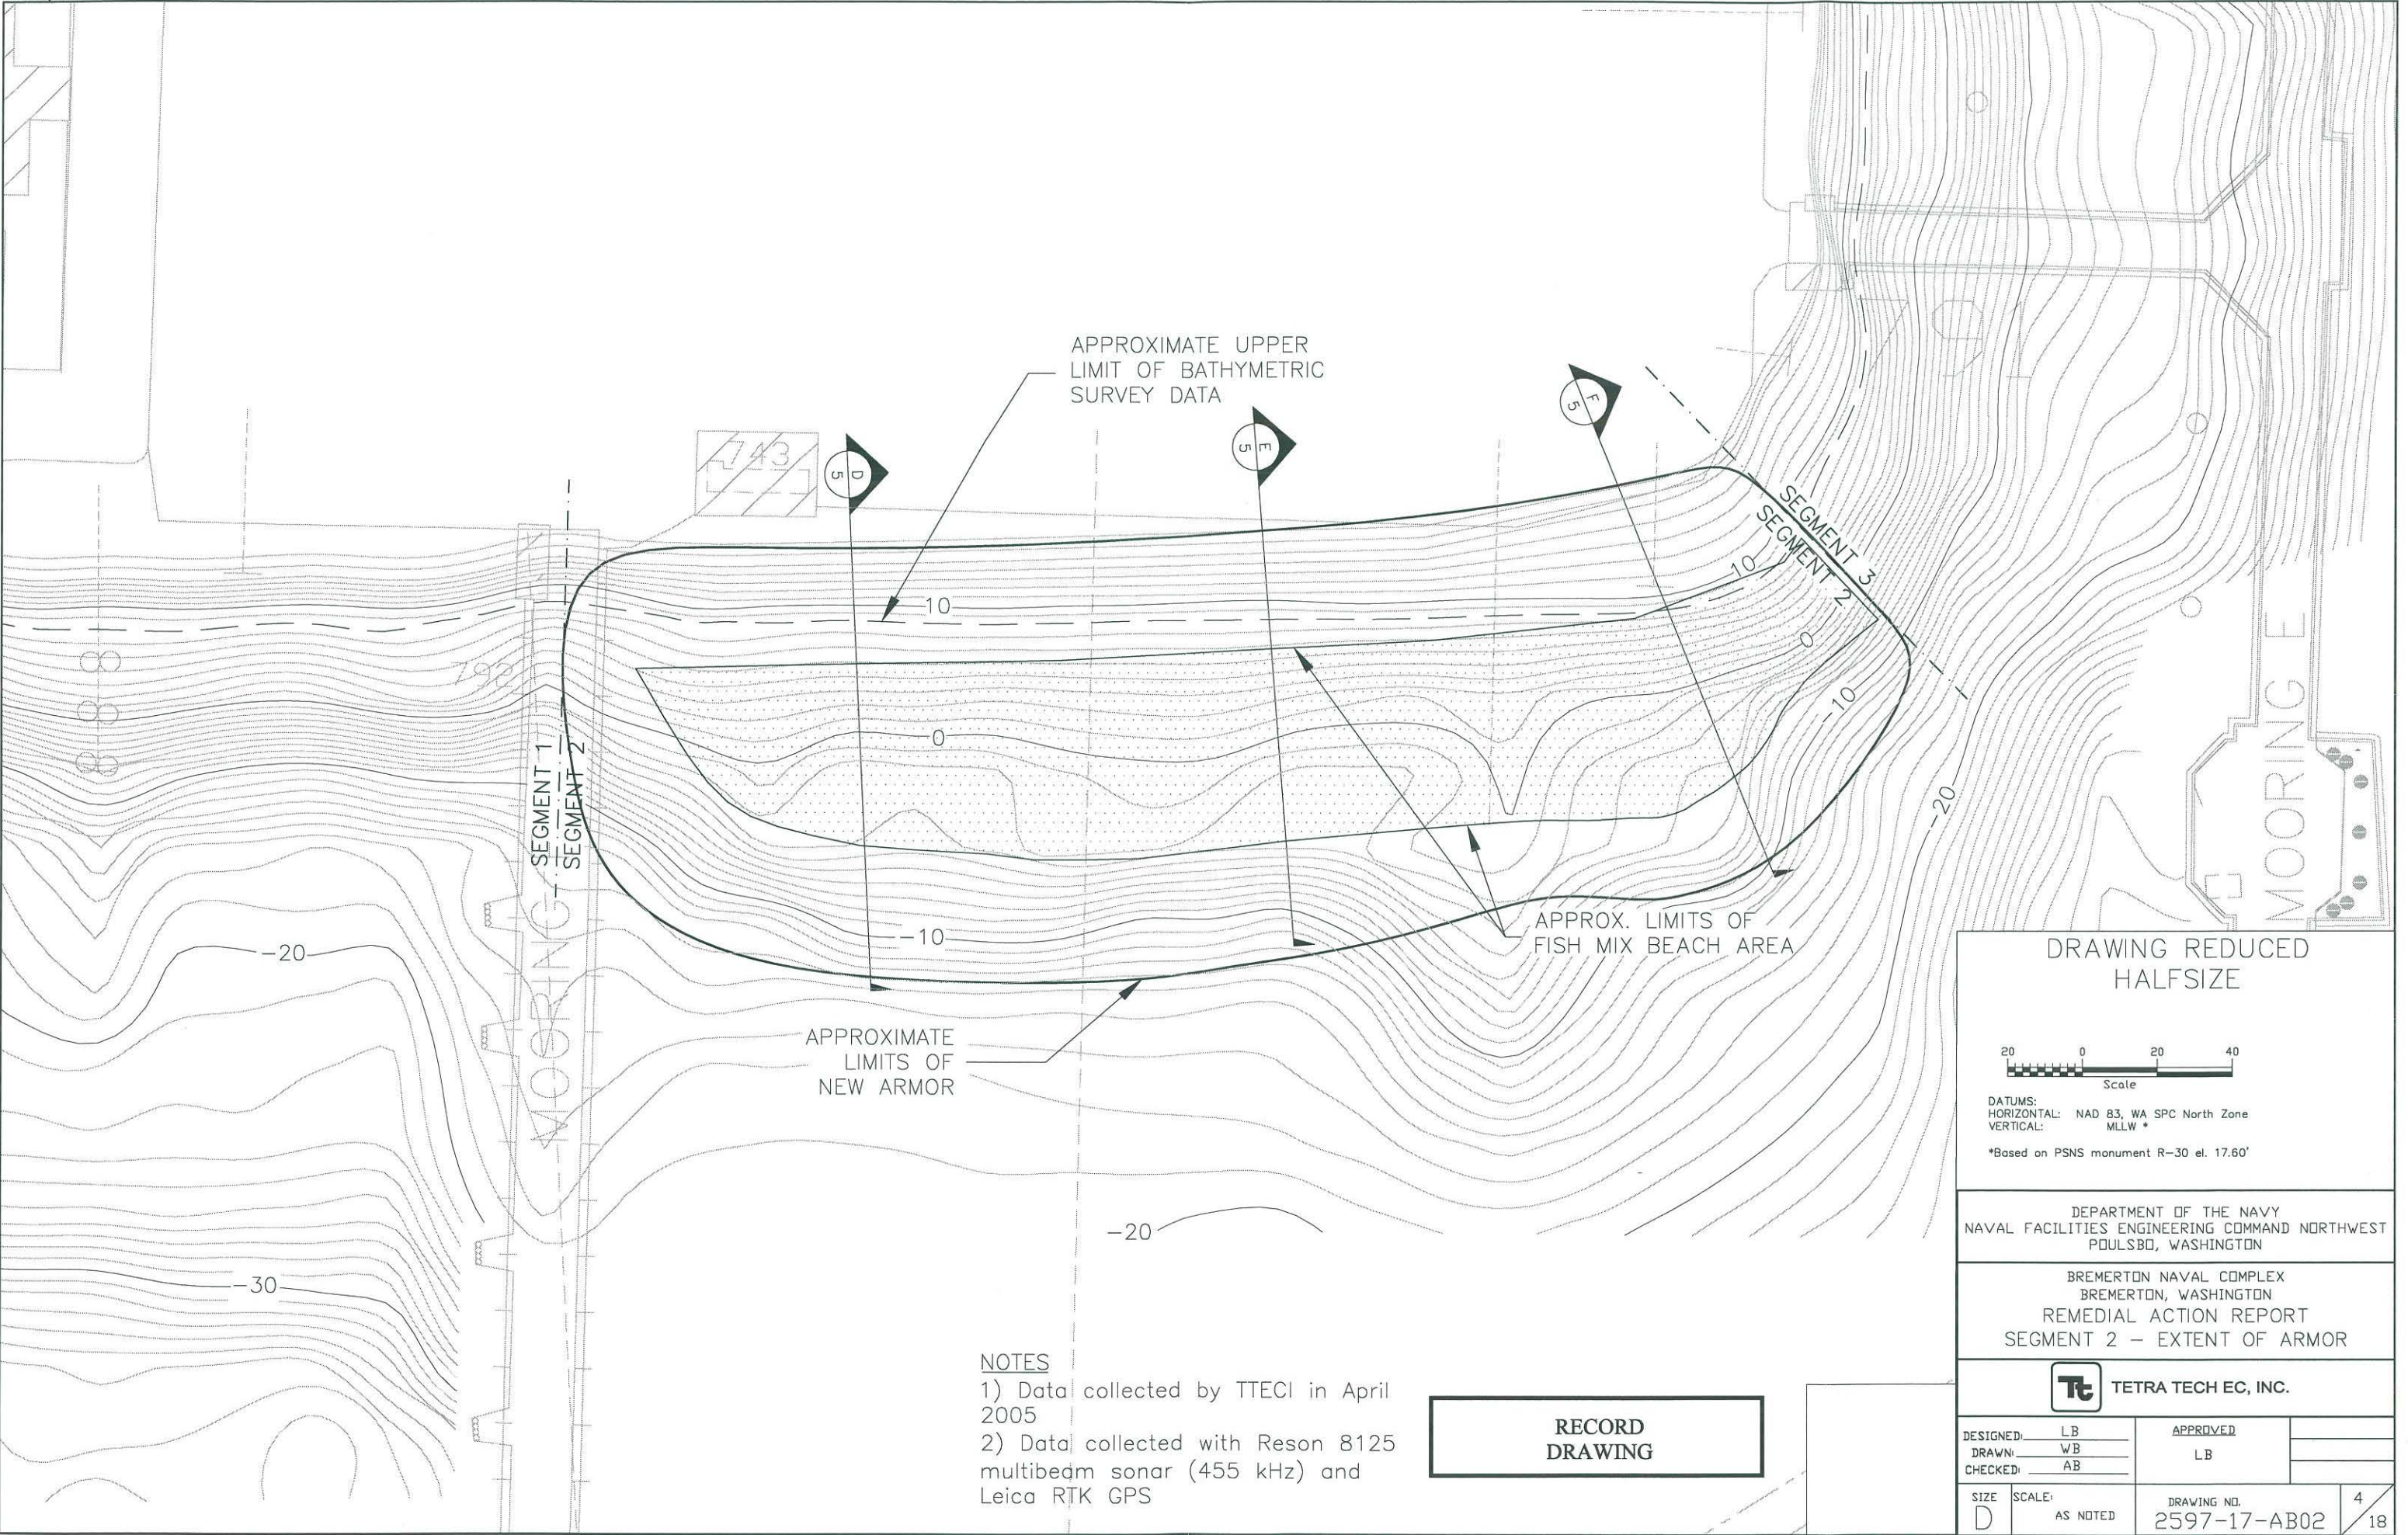 APPROXIMATE UPPER
LIMIT OF BATHYMETRIC
SURVEY DATA
743
D
5
E
5
F
5
SEGMENT 3
SEGMENT 2
10
10
0
0
-10
-10
-20
-20
-20
-30
792
SEGMENT 1
SEGMENT 2
MOORING
MOORING E
APPROX. LIMITS OF
FISH MIX BEACH AREA
APPROXIMATE
LIMITS OF
NEW ARMOR
NOTES
1) Data collected by TTECI in April
2005
2) Data collected with Reson 8125
multibeam sonar (455 kHz) and
Leica RTK GPS
RECORD
DRAWING
DRAWING REDUCED
HALFSIZE
20 0 20 40
Scale
DATUMS:
HORIZONTAL: NAD 83, WA SPC North Zone
VERTICAL: MLLW *
*Based on PSNS monument R-30 el. 17.60'
DEPARTMENT OF THE NAVY
NAVAL FACILITIES ENGINEERING COMMAND NORTHWEST
POULSBO, WASHINGTON
BREMERTON NAVAL COMPLEX
BREMERTON, WASHINGTON
REMEDIAL ACTION REPORT
SEGMENT 2 - EXTENT OF ARMOR
Tt TETRA TECH EC, INC.
DESIGNED: LB
DRAWN: WB
CHECKED: AB
APPROVED
LB
SIZE
D
SCALE:
AS NOTED
DRAWING NO.
2597-17-AB02
4/18